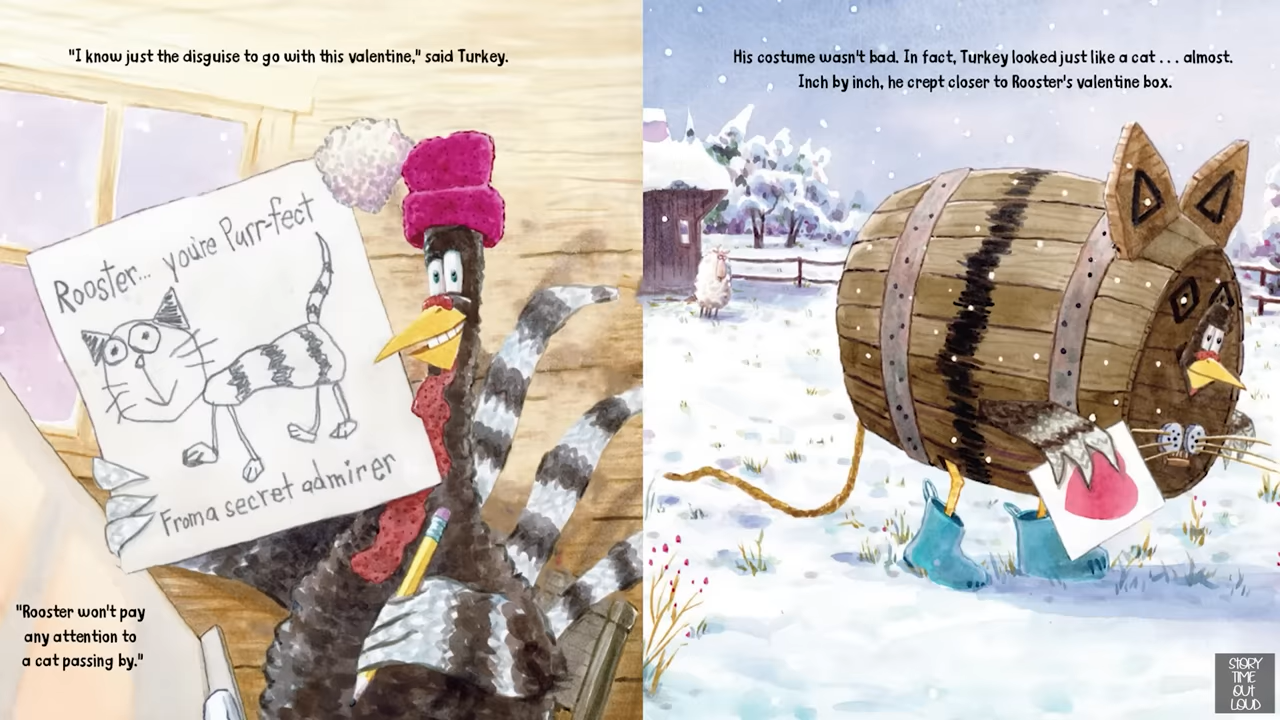 "I know just the disguise to go with this valentine," said Turkey.
Rooster... you're Purr-fect
From a secret admirer
"Rooster won't pay
any attention to
a cat passing by."
His costume wasn't bad. In fact, Turkey looked just like a cat . . . almost.
Inch by inch, he crept closer to Rooster's valentine box.
STORY
TIME
OUT
LOUD